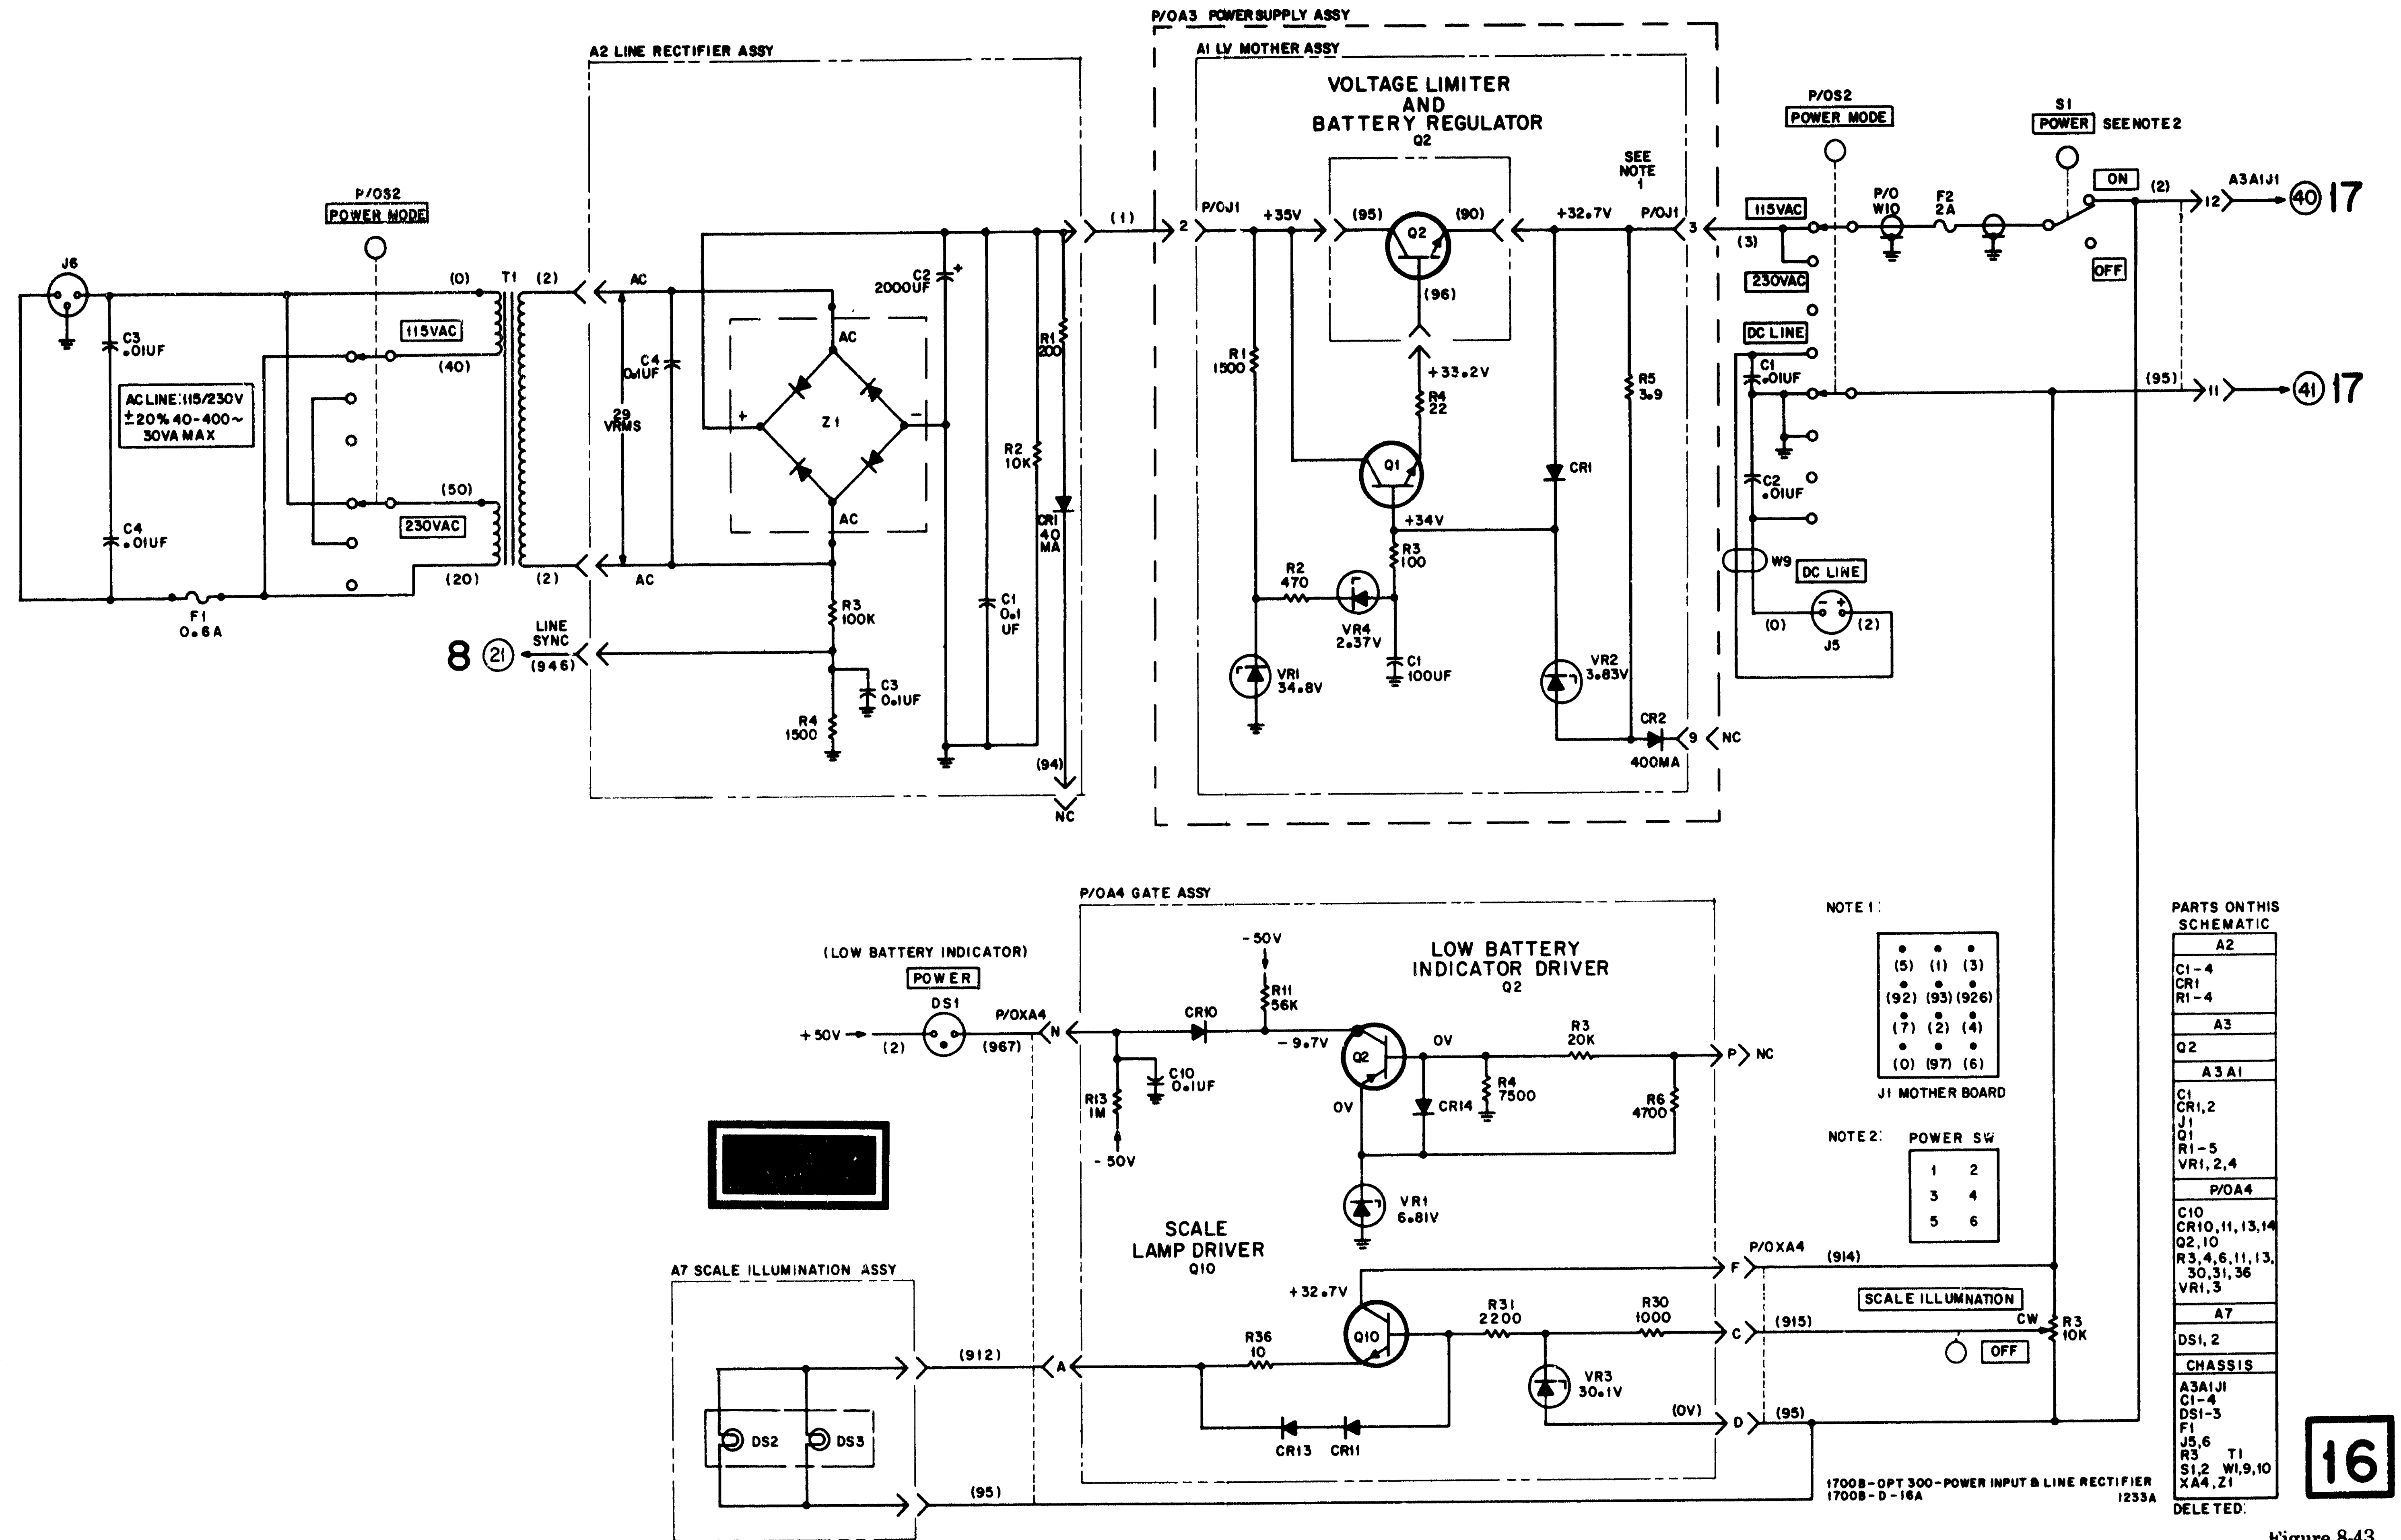 P/OA3 POWER SUPPLY ASSY
A2 LINE RECTIFIER ASSY
A1 LV MOTHER ASSY
VOLTAGE LIMITER
AND
BATTERY REGULATOR
Q2
P/OS2
POWER MODE
S1
POWER SEE NOTE 2
SEE
NOTE
1
P/OS2
POWER MODE
ON
(2)
A3A1J1
12
40 17
P/OJ1
+35V
(95)
Q2
(90)
+32.7V
P/OJ1
115VAC
P/O
W10
F2
2A
(1)
2
3
(3)
OFF
J6
(0)
T1
(2)
AC
C2
2000UF
+
(96)
230VAC
C3
.01UF
115VAC
(40)
C4
0.1UF
AC
R1
200
R1
1500
+33.2V
R4
22
R5
3.9
DC LINE
C1
.01UF
(95)
11
41 17
AC LINE:115/230V
±20% 40-400~
30VA MAX
29
VRMS
+
Z1
-
R2
10K
Q1
CR1
C2
.01UF
(50)
230VAC
C4
.01UF
AC
CR1
40
MA
+34V
R3
100
W9
DC LINE
(20)
(2)
AC
R2
470
VR4
2.37V
F1
0.6A
R3
100K
C1
0.1
UF
- +
(0)
(2)
J5
8 21
LINE
SYNC
(946)
VR1
34.8V
C1
100UF
VR2
3.83V
C3
0.1UF
R4
1500
CR2
9
NC
400MA
(94)
NC
P/OA4 GATE ASSY
NOTE 1:
PARTS ON THIS
SCHEMATIC
(LOW BATTERY INDICATOR)
POWER
DS1
-50V
LOW BATTERY
INDICATOR DRIVER
Q2
(5) (1) (3)
(92) (93) (926)
(7) (2) (4)
(0) (97) (6)
J1 MOTHER BOARD
R11
56K
+50V
(2)
(967)
P/OXA4
N
CR10
-9.7V
Q2
0V
R3
20K
P
NC
R13
1M
C10
0.1UF
0V
CR14
R4
7500
R6
4700
-50V
NOTE 2:
POWER SW
1 2
3 4
5 6
VR1
6.81V
SCALE
LAMP DRIVER
Q10
A7 SCALE ILLUMINATION ASSY
P/OXA4
F
(914)
+32.7V
SCALE ILLUMNATION
R36
10
Q10
R31
2200
R30
1000
C
(915)
CW
R3
10K
OFF
(912)
A
VR3
30.1V
(0V)
D
(95)
DS2
DS3
CR13
CR11
(95)
A2
C1-4
CR1
R1-4
A3
Q2
A3 A1
C1
CR1,2
J1
Q1
R1-5
VR1,2,4
P/OA4
C10
CR10,11,13,14
Q2,10
R3,4,6,11,13,
30,31,36
VR1,3
A7
DS1,2
CHASSIS
A3A1J1
C1-4
DS1-3
F1
J5,6
R3 T1
S1,2 W1,9,10
XA4,Z1
DELETED:
16
1700B-OPT 300-POWER INPUT & LINE RECTIFIER
1700B-D-16A 1233A
Figure 8-43